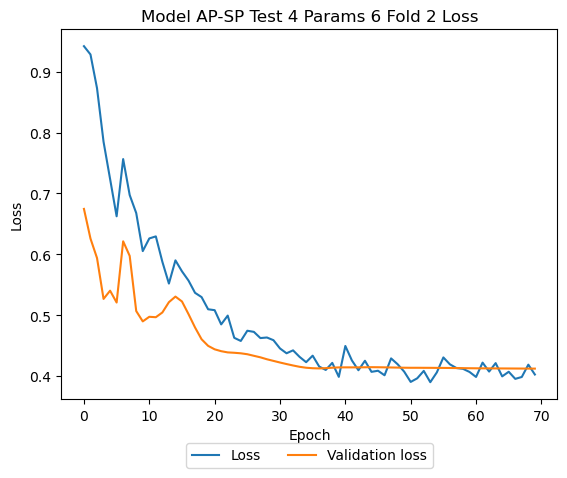 Model AP-SP Test 4 Params 6 Fold 2 Loss
0.9
0.8
0.7
0.6
0.5
0.4
Loss
0 10 20 30 40 50 60 70
Epoch
Loss Validation loss